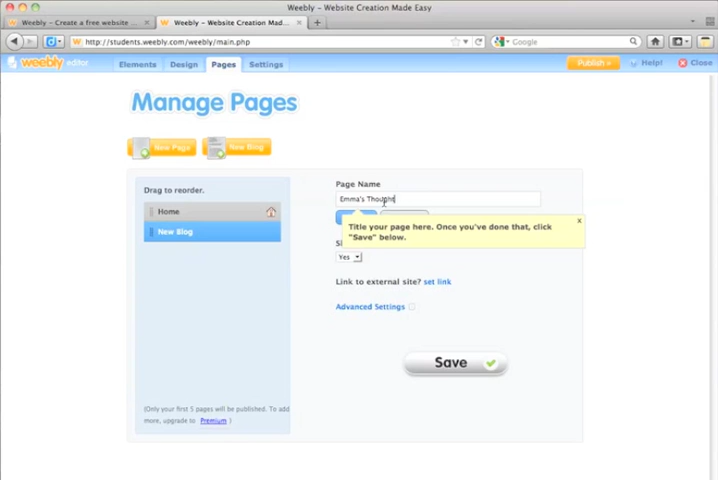 Weebly – Website Creation Made Easy
Weebly – Create a free website ...
Weebly – Website Creation Mad...
http://students.weebly.com/weebly/main.php
Google
weebly editor
Elements
Design
Pages
Settings
Publish »
Help!
Close
Manage Pages
New Page
New Blog
Drag to reorder.
Home
New Blog
(Only your first 5 pages will be published. To add
more, upgrade to Premium )
Page Name
Emma's Thought
Title your page here. Once you've done that, click
"Save" below.
x
Yes
Link to external site? set link
Advanced Settings
Save